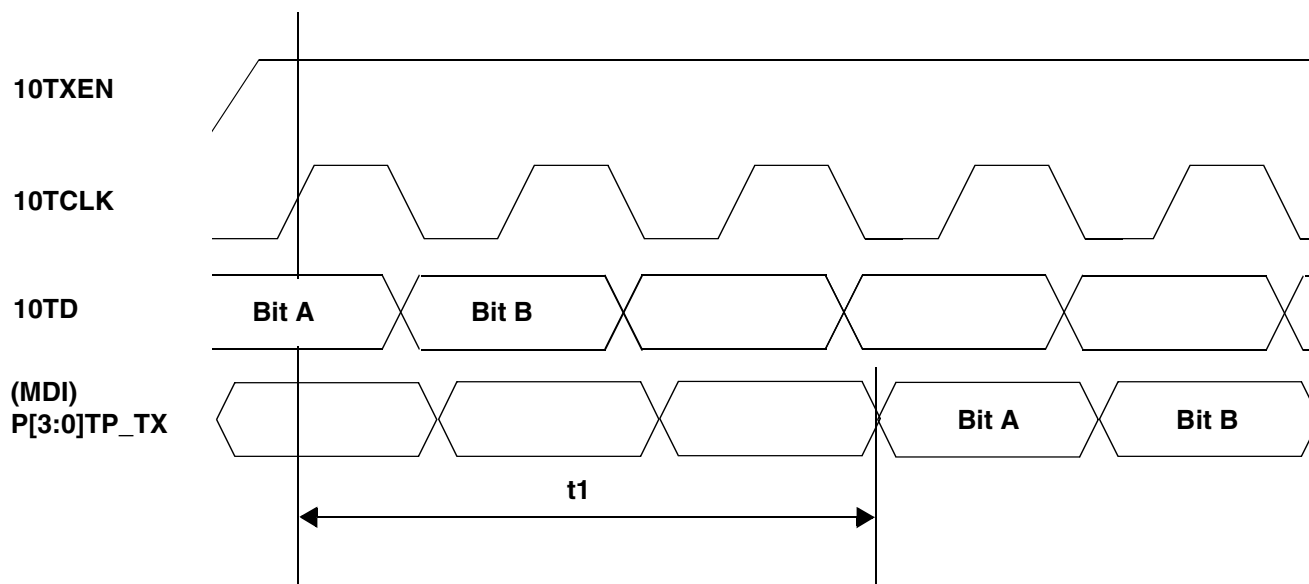 10TXEN
10TCLK
10TD
Bit A
Bit B
(MDI)
P[3:0]TP_TX
Bit A
Bit B
t1